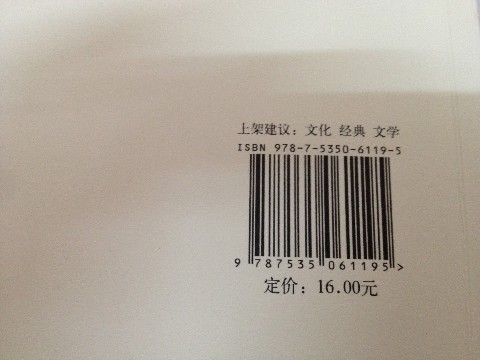 上架建议：文化 经典 文学
ISBN 978-7-5350-6119-5
9 787535 061195 >
定价：16.00元